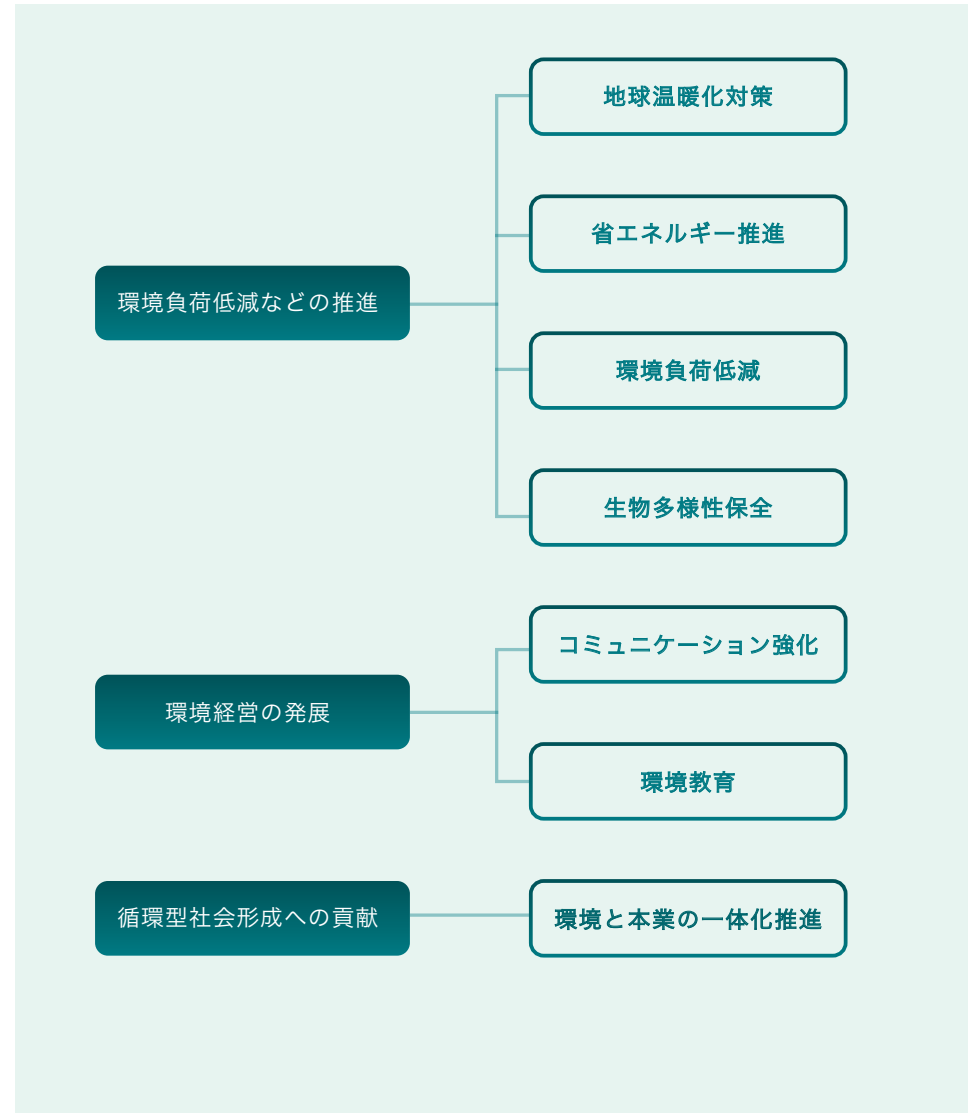 環境負荷低減などの推進
地球温暖化対策
省エネルギー推進
環境負荷低減
生物多様性保全
環境経営の発展
コミュニケーション強化
環境教育
循環型社会形成への貢献
環境と本業の一体化推進